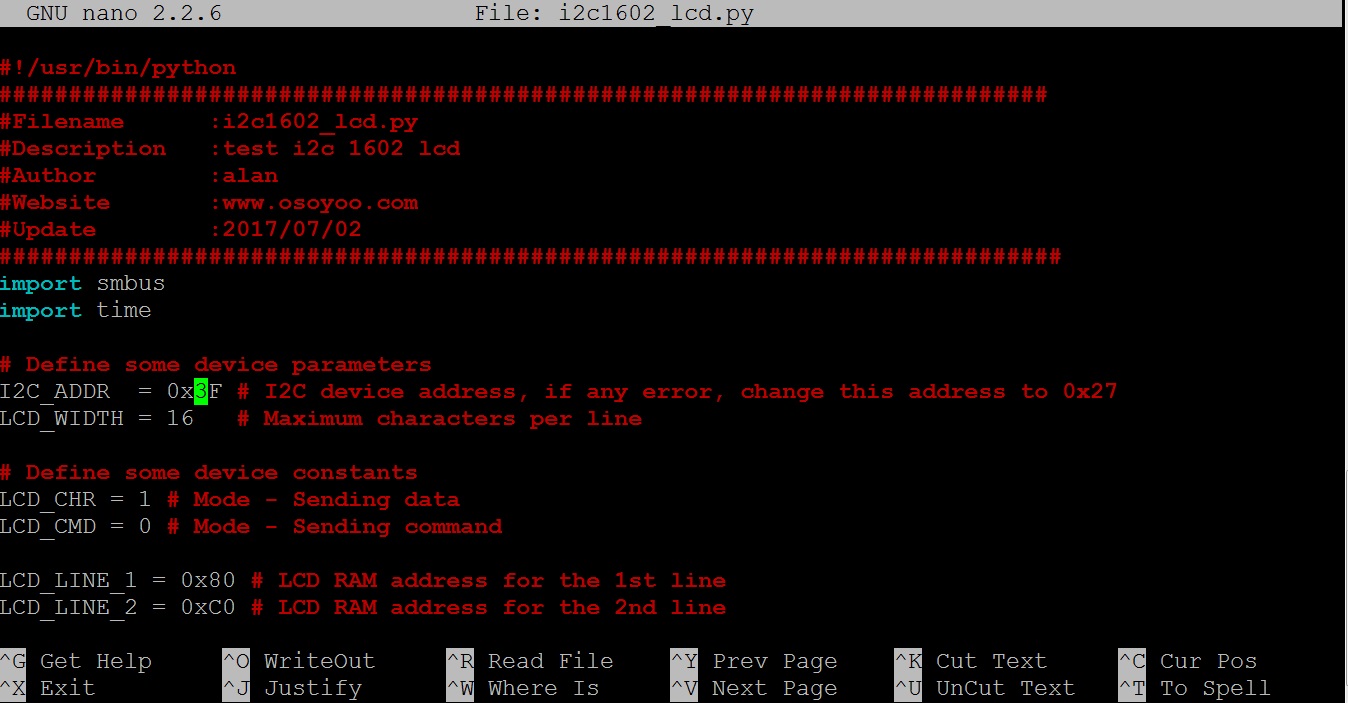 GNU nano 2.2.6 File: i2c1602_lcd.py
#!/usr/bin/python
###########################################################################
#Filename      :i2c1602_lcd.py
#Description   :test i2c 1602 lcd
#Author        :alan
#Website       :www.osoyoo.com
#Update        :2017/07/02
############################################################################
import smbus
import time
# Define some device parameters
I2C_ADDR  = 0x3F # I2C device address, if any error, change this address to 0x27
LCD_WIDTH = 16   # Maximum characters per line
# Define some device constants
LCD_CHR = 1 # Mode - Sending data
LCD_CMD = 0 # Mode - Sending command
LCD_LINE_1 = 0x80 # LCD RAM address for the 1st line
LCD_LINE_2 = 0xC0 # LCD RAM address for the 2nd line
^G Get Help ^O WriteOut ^R Read File ^Y Prev Page ^K Cut Text ^C Cur Pos
^X Exit ^J Justify ^W Where Is ^V Next Page ^U UnCut Text ^T To Spell